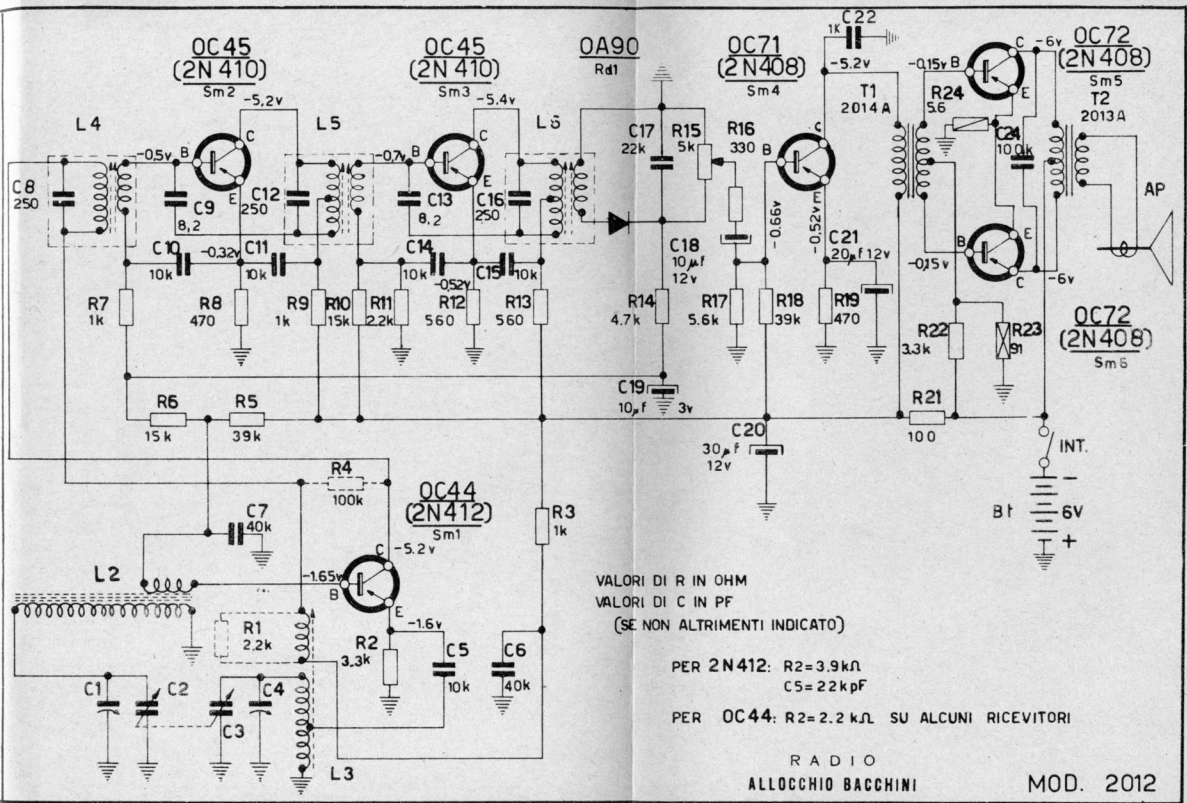 OC45
(2N 410)
Sm2
OC45
(2N 410)
Sm3
OA90
Rd1
OC71
(2N408)
Sm4
C22
1K
OC72
(2N408)
Sm5
T2
2013A
T1
2014A
-5,2v
-5.4v
-5.2v
-6v
-0,15v
B
C
E
R24
5.6
C24
100k
AP
L4
L5
L6
C8
250
-0,5v
B
C
E
C9
8,2
C12
250
-0,7v
B
C
E
C13
8,2
C16
250
C17
22k
R15
5k
R16
330
B
C
E
-0.66v
-0.52v
C10
10k
-0,32v
C11
10k
C14
10k
-0,52v
C15
10k
C18
10µf
12v
C21
20µf 12v
-0,15v
B
E
C
-6v
R7
1k
R8
470
R9
1k
R10
15k
R11
2.2k
R12
560
R13
560
R14
4.7k
R17
5.6k
R18
39k
R19
470
R22
3.3k
R23
91
OC72
(2N408)
Sm6
C19
10µf 3v
R6
15k
R5
39k
R21
100
C20
30µf
12v
INT.
Bt
6V
-
+
R4
100k
OC44
(2N412)
Sm1
R3
1k
C7
40k
-5.2v
C
L2
-1.65v
B
E
-1.6v
R1
2,2k
R2
3,3k
C5
10k
C6
40k
C1
C2
C3
C4
L3
VALORI DI R IN OHM
VALORI DI C IN PF
(SE NON ALTRIMENTI INDICATO)
PER 2N412: R2=3.9kΩ
C5=22kpF
PER OC44: R2=2.2 kΩ SU ALCUNI RICEVITORI
RADIO
ALLOCCHIO BACCHINI
MOD. 2012